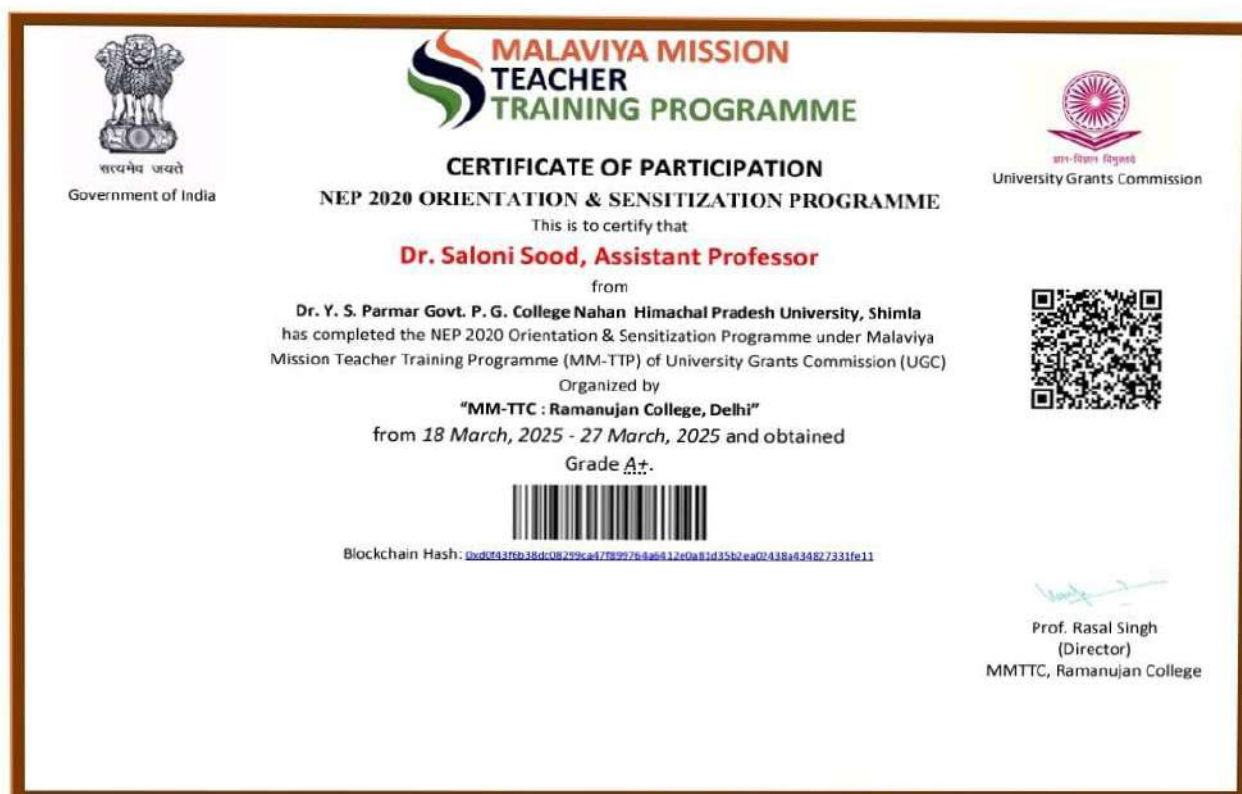 MALAVIYA MISSION
TEACHER
TRAINING PROGRAMME
सत्यमेव जयते
Government of India
ज्ञान-विज्ञान विमुक्तये
University Grants Commission
CERTIFICATE OF PARTICIPATION
NEP 2020 ORIENTATION & SENSITIZATION PROGRAMME
This is to certify that
Dr. Saloni Sood, Assistant Professor
from
Dr. Y. S. Parmar Govt. P. G. College Nahan Himachal Pradesh University, Shimla
has completed the NEP 2020 Orientation & Sensitization Programme under Malaviya
Mission Teacher Training Programme (MM-TTP) of University Grants Commission (UGC)
Organized by
"MM-TTC : Ramanujan College, Delhi"
from 18 March, 2025 - 27 March, 2025 and obtained
Grade A+.
Blockchain Hash:
Prof. Rasal Singh
(Director)
MMTTC, Ramanujan College